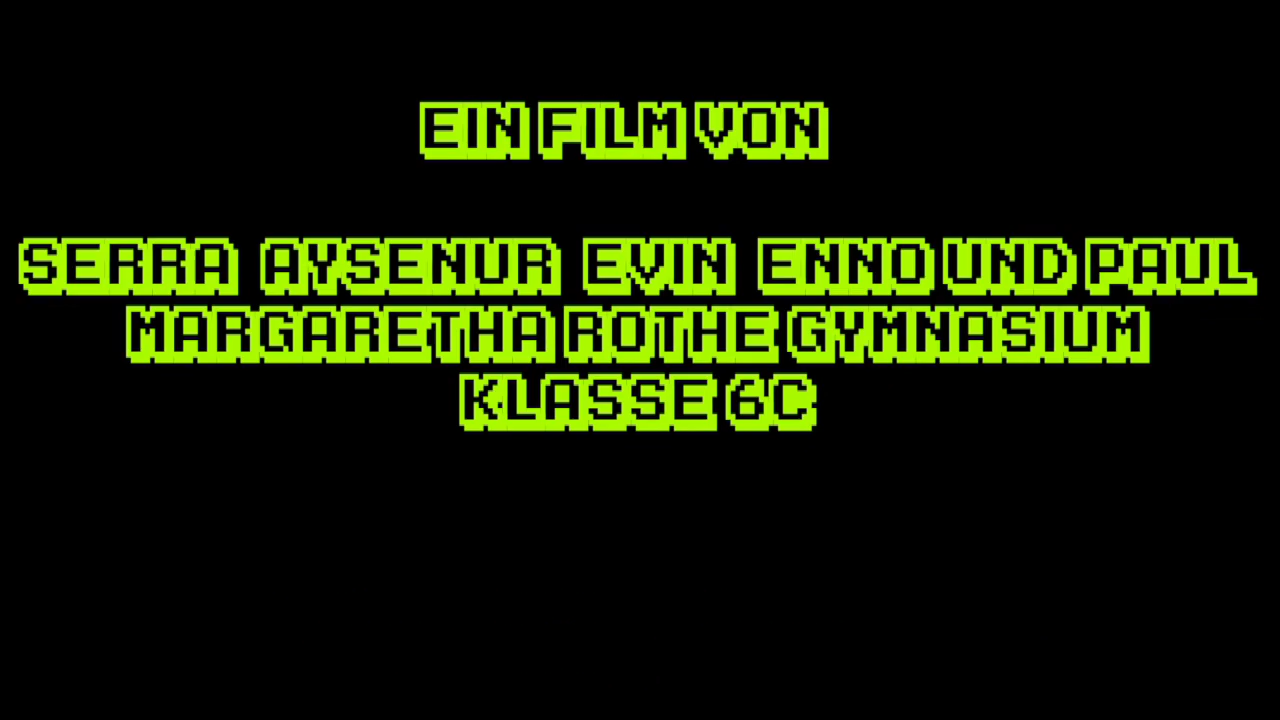 EIN FILM VON
SERRA AYSENUR EVIN ENNO UND PAUL
MARGARETHA ROTHE GYMNASIUM
KLASSE 6C